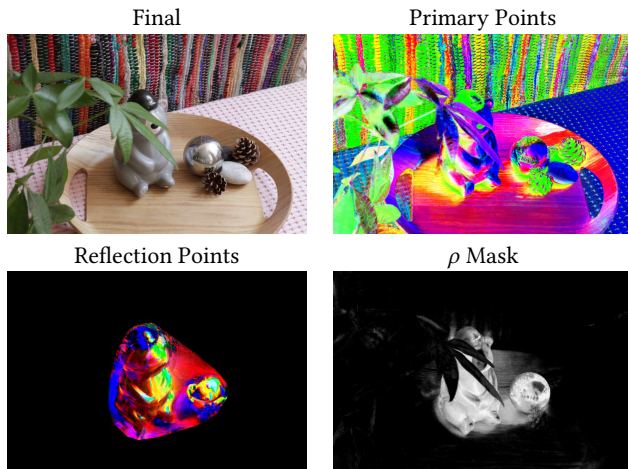 Final
Primary Points
Reflection Points
ρ Mask